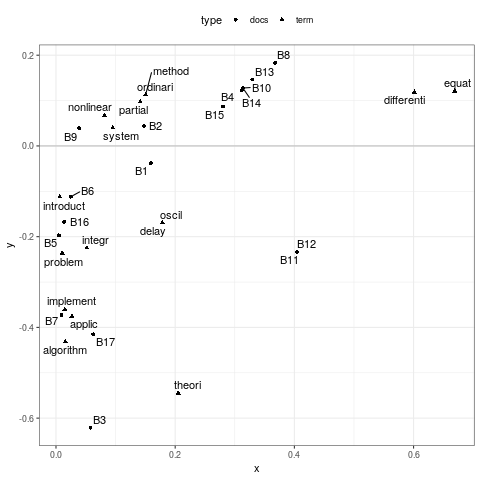 type docs term
B8
method
B13
ordinari
B10
equat
B4
differenti
B14
nonlinear
partial
B15
B2
B9
system
B1
B6
introduct
oscil
B16
delay
B5
integr
B12
problem
B11
implement
B7
applic
B17
algorithm
theori
B3
0.2
0.0
-0.2
-0.4
-0.6
y
0.0 0.2 0.4 0.6
x